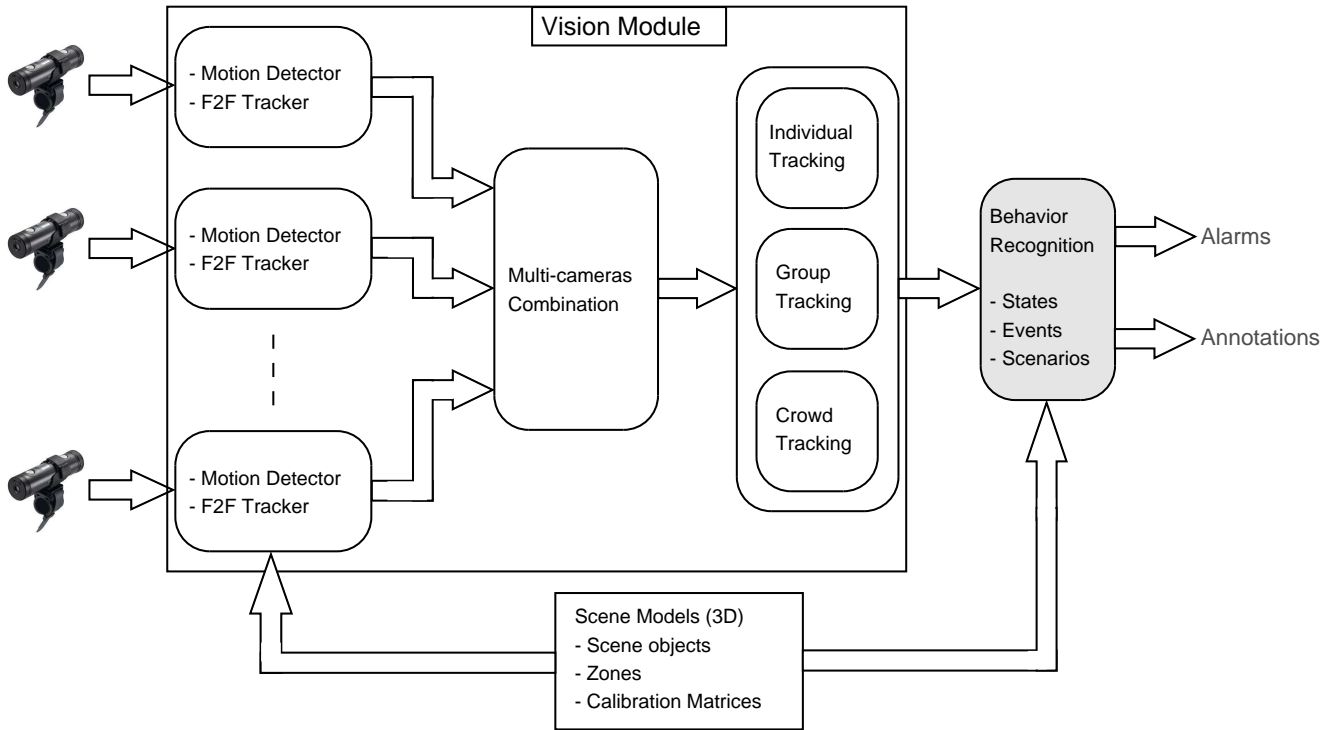 Vision Module
- Motion Detector
- F2F Tracker
- Motion Detector
- F2F Tracker
- Motion Detector
- F2F Tracker
Multi-cameras
Combination
Individual
Tracking
Group
Tracking
Crowd
Tracking
Behavior
Recognition
- States
- Events
- Scenarios
Alarms
Annotations
Scene Models (3D)
- Scene objects
- Zones
- Calibration Matrices